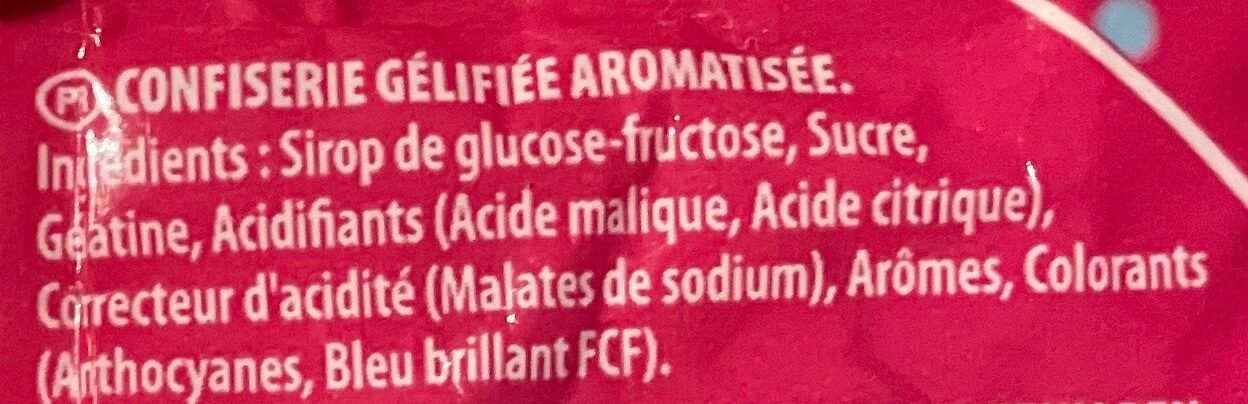 FR CONFISERIE GÉLIFIÉE AROMATISÉE.
Ingrédients : Sirop de glucose-fructose, Sucre,
Gélatine, Acidifiants (Acide malique, Acide citrique),
Correcteur d'acidité (Malates de sodium), Arômes, Colorants
(Anthocyanes, Bleu brillant FCF).